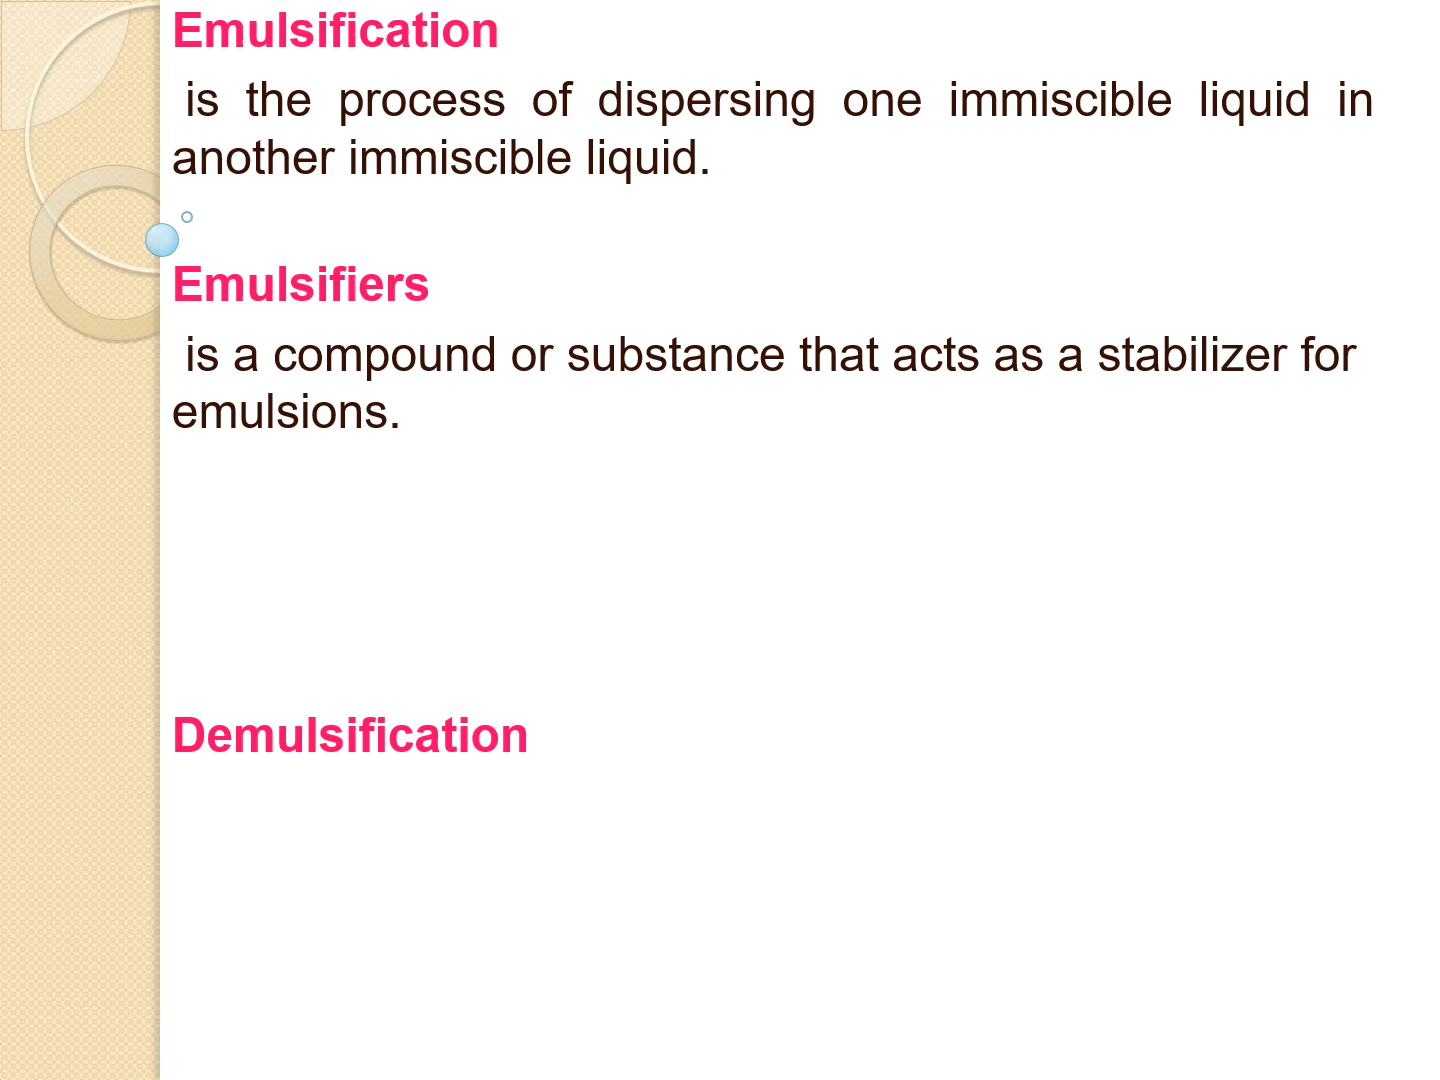 Emulsification
is the process of dispersing one immiscible liquid in
another immiscible liquid.
Emulsifiers
is a compound or substance that acts as a stabilizer for
emulsions.
Demulsification